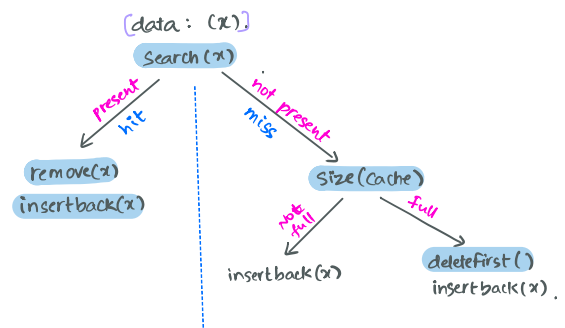 [data: (x).]
search(x)
present
hit
not present
miss
remove(x)
insertback(x)
size(cache)
Not
full
full
insertback(x)
deletefirst()
insertback(x).